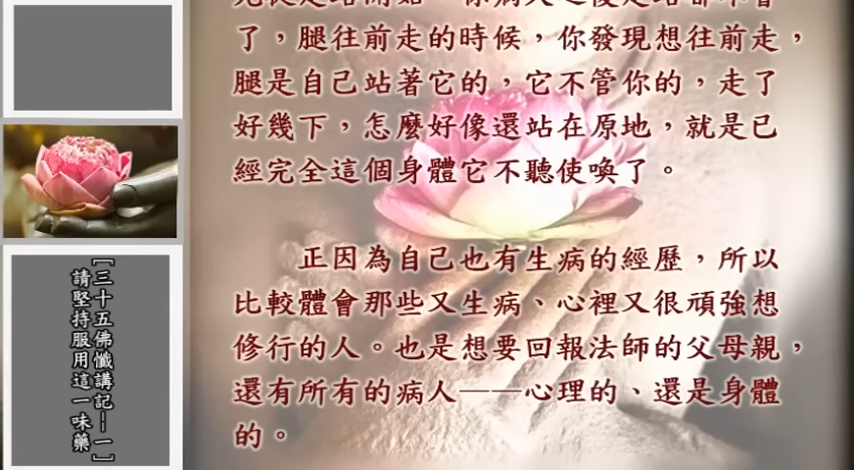 了，腿往前走的時候，你發現想往前走，
腿是自己站著它的，它不管你的，走了
好幾下，怎麼好像還站在原地，就是已
經完全這個身體它不聽使喚了。
正因為自己也有生病的經歷，所以
比較體會那些又生病、心裡又很頑強想
修行的人。也是想要回報法師的父母親，
還有所有的病人——心理的、還是身體
的。
［三十五佛懺講記－一］
請堅持服用這一味藥